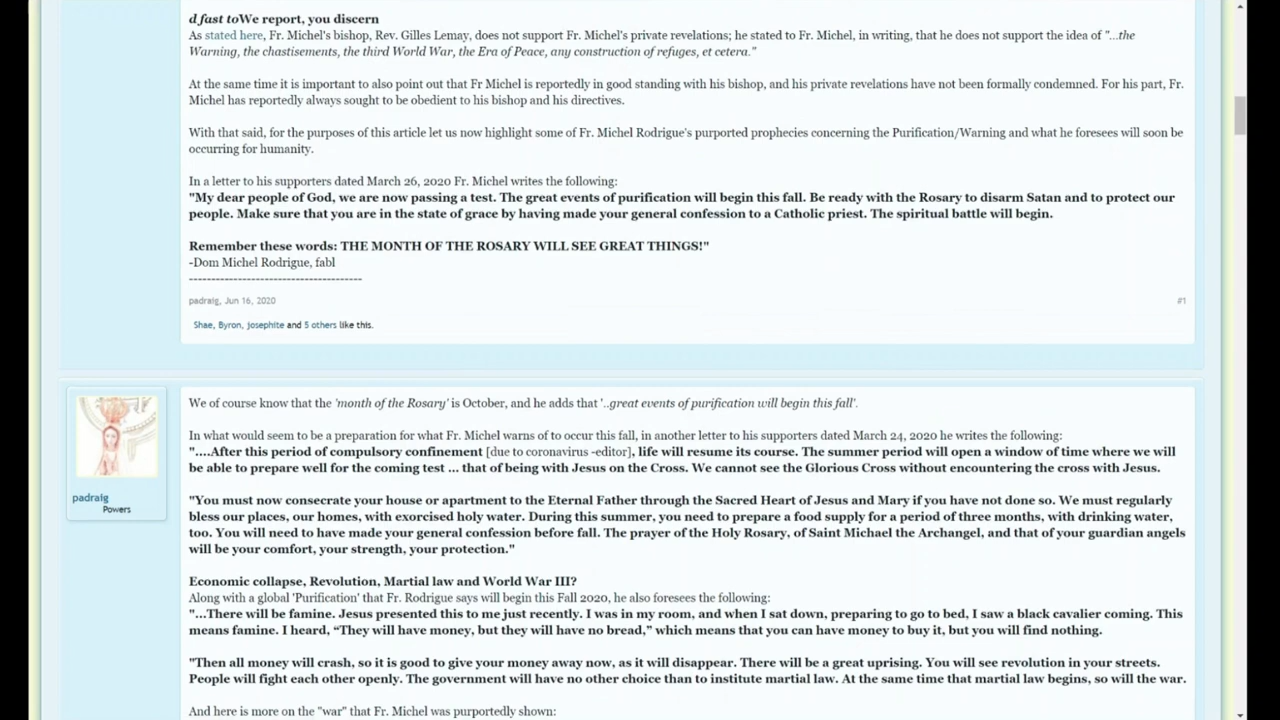 d fast toWe report, you discern
As stated here, Fr. Michel's bishop, Rev. Gilles Lemay, does not support Fr. Michel's private revelations; he stated to Fr. Michel, in writing, that he does not support the idea of "...the
Warning, the chastisements, the third World War, the Era of Peace, any construction of refuges, et cetera."
At the same time it is important to also point out that Fr Michel is reportedly in good standing with his bishop, and his private revelations have not been formally condemned. For his part, Fr.
Michel has reportedly always sought to be obedient to his bishop and his directives.
With that said, for the purposes of this article let us now highlight some of Fr. Michel Rodrigue's purported prophecies concerning the Purification/Warning and what he foresees will soon be
occurring for humanity.
In a letter to his supporters dated March 26, 2020 Fr. Michel writes the following:
"My dear people of God, we are now passing a test. The great events of purification will begin this fall. Be ready with the Rosary to disarm Satan and to protect our
people. Make sure that you are in the state of grace by having made your general confession to a Catholic priest. The spiritual battle will begin.
Remember these words: THE MONTH OF THE ROSARY WILL SEE GREAT THINGS!"
-Dom Michel Rodrigue, fabl
-------------------------------------
padraig, Jun 16, 2020
#1
Shae, Byron, josephite and 5 others like this.
We of course know that the 'month of the Rosary' is October, and he adds that '..great events of purification will begin this fall'.
In what would seem to be a preparation for what Fr. Michel warns of to occur this fall, in another letter to his supporters dated March 24, 2020 he writes the following:
"....After this period of compulsory confinement [due to coronavirus -editor], life will resume its course. The summer period will open a window of time where we will
be able to prepare well for the coming test ... that of being with Jesus on the Cross. We cannot see the Glorious Cross without encountering the cross with Jesus.
padraig
Powers
"You must now consecrate your house or apartment to the Eternal Father through the Sacred Heart of Jesus and Mary if you have not done so. We must regularly
bless our places, our homes, with exorcised holy water. During this summer, you need to prepare a food supply for a period of three months, with drinking water,
too. You will need to have made your general confession before fall. The prayer of the Holy Rosary, of Saint Michael the Archangel, and that of your guardian angels
will be your comfort, your strength, your protection."
Economic collapse, Revolution, Martial law and World War III?
Along with a global 'Purification' that Fr. Rodrigue says will begin this Fall 2020, he also foresees the following:
"...There will be famine. Jesus presented this to me just recently. I was in my room, and when I sat down, preparing to go to bed, I saw a black cavalier coming. This
means famine. I heard, “They will have money, but they will have no bread,” which means that you can have money to buy it, but you will find nothing.
"Then all money will crash, so it is good to give your money away now, as it will disappear. There will be a great uprising. You will see revolution in your streets.
People will fight each other openly. The government will have no other choice than to institute martial law. At the same time that martial law begins, so will the war.
And here is more on the "war" that Fr. Michel was purportedly shown: